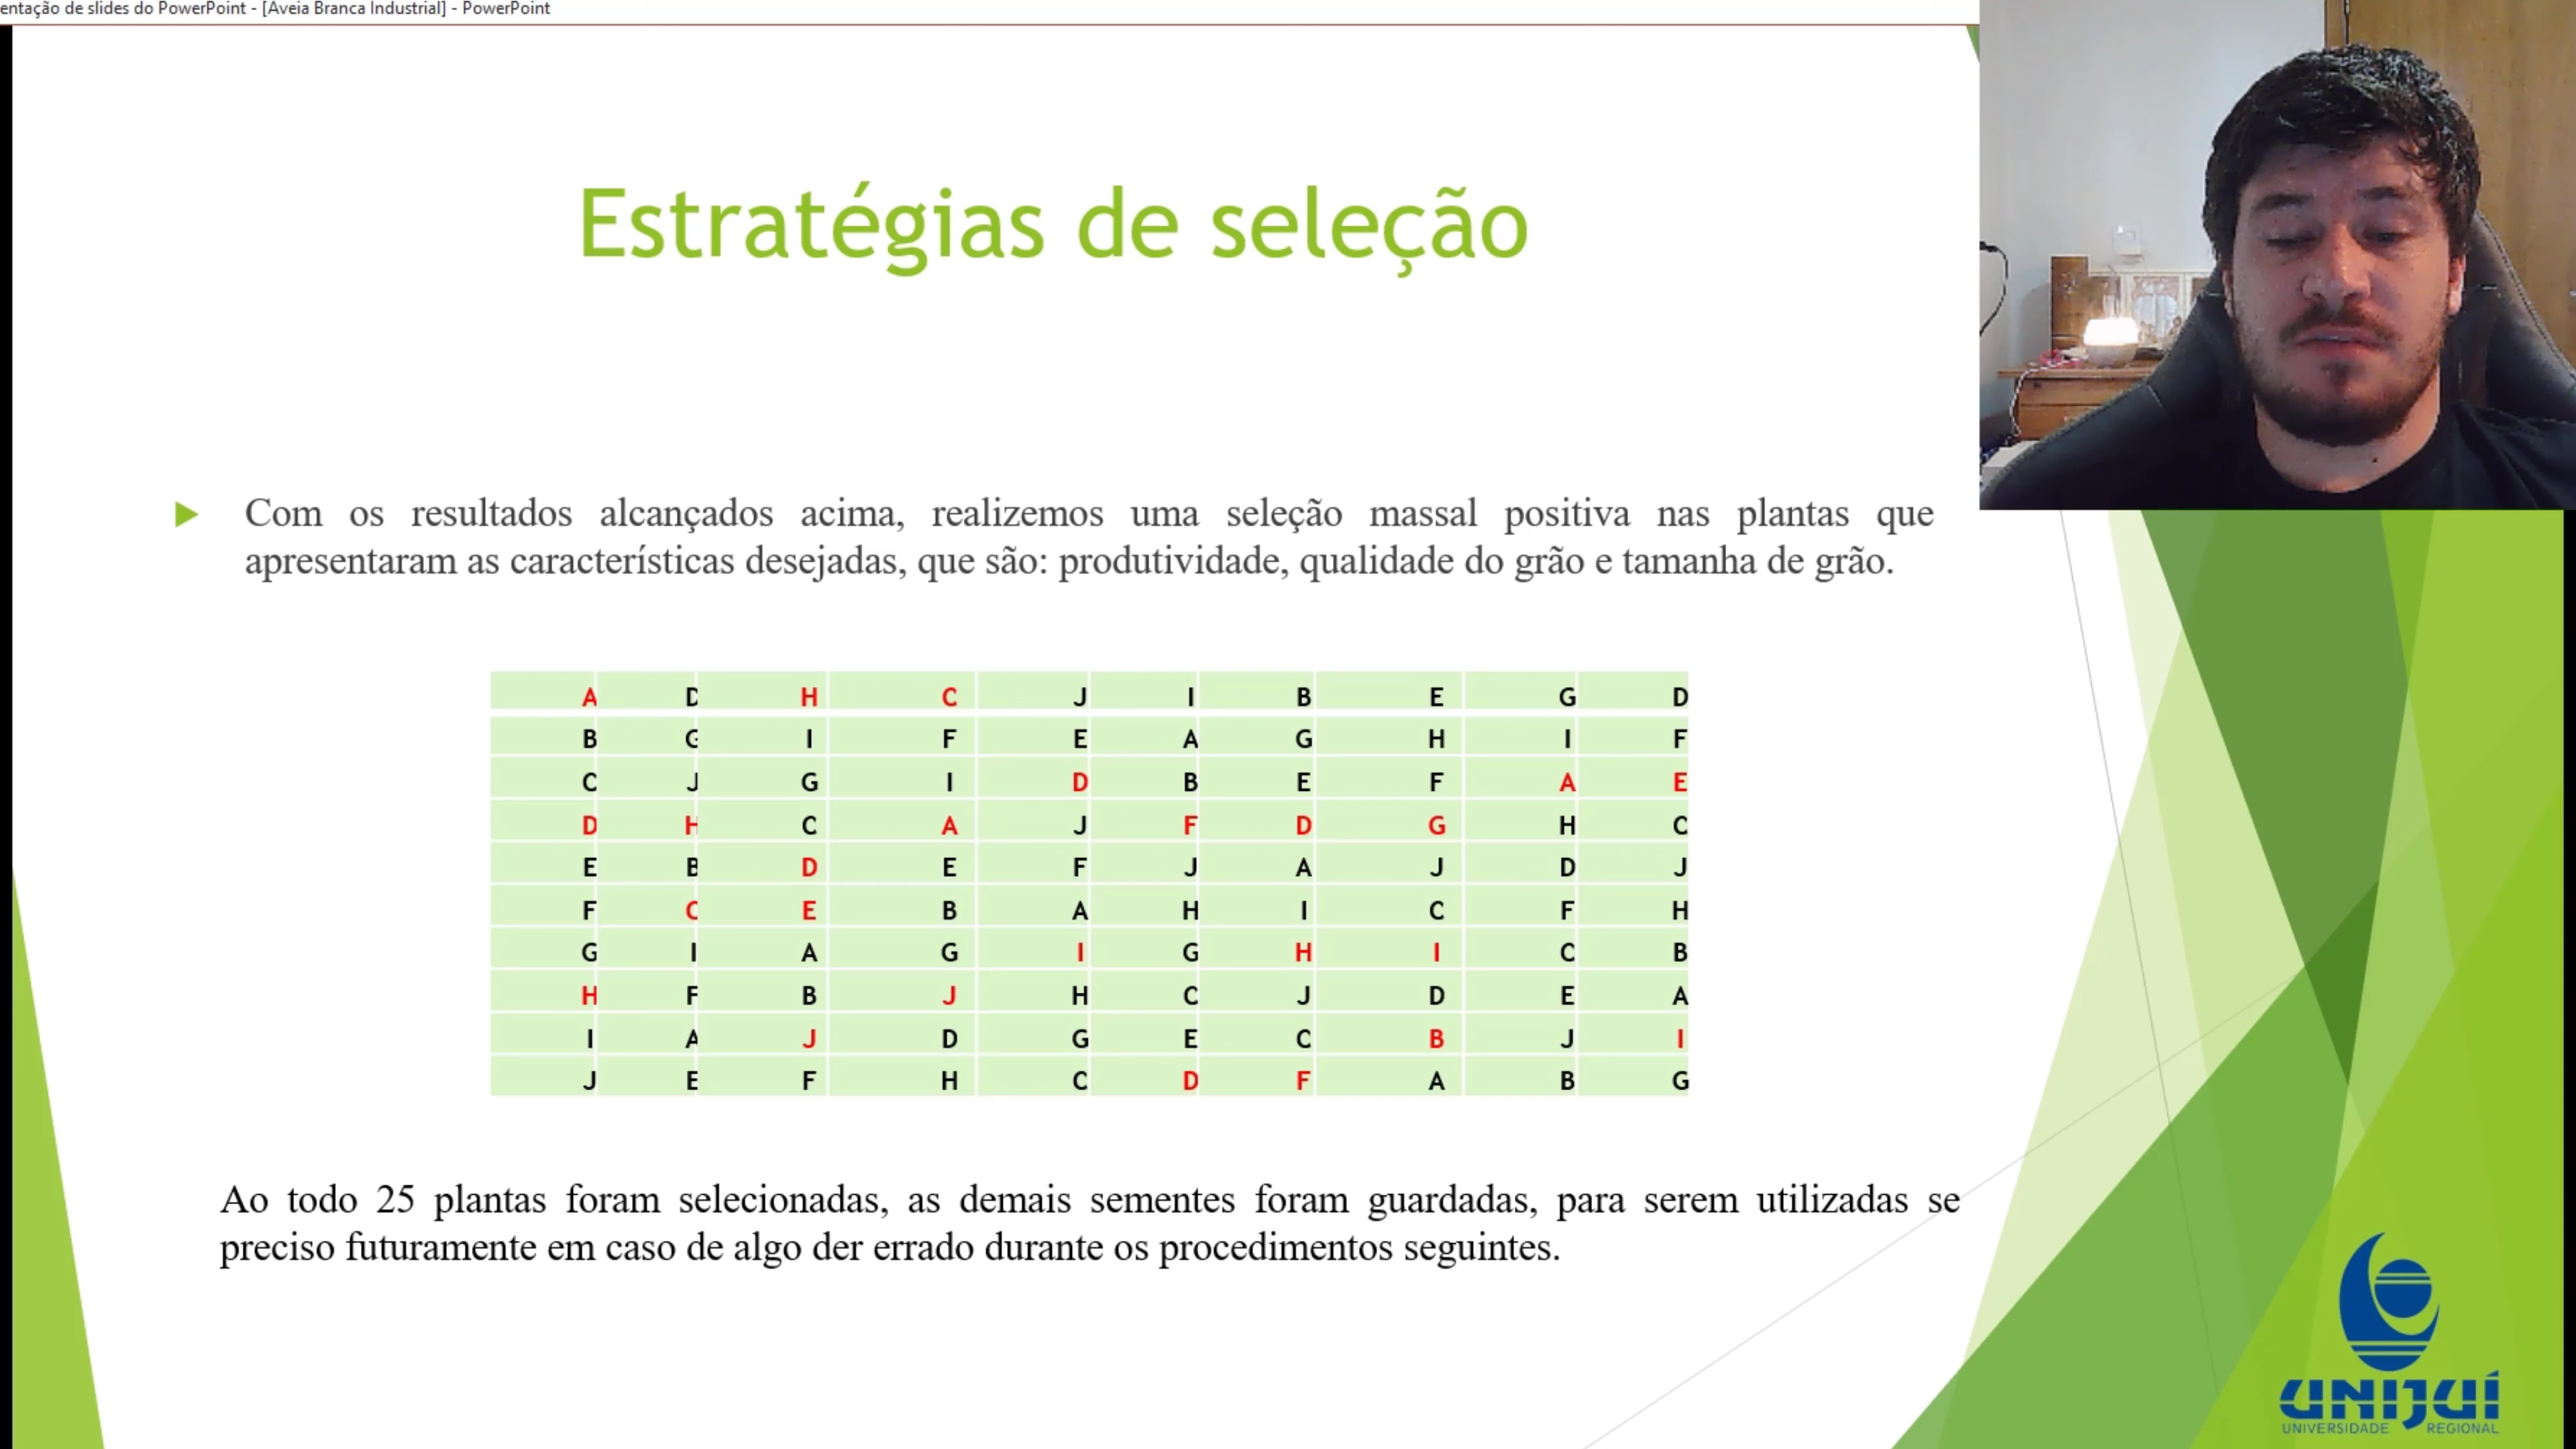 entação de slides do PowerPoint - [Aveia Branca Industrial] - PowerPoint
Estratégias de seleção
Com os resultados alcançados acima, realizemos uma seleção massal positiva nas plantas que
apresentaram as características desejadas, que são: produtividade, qualidade do grão e tamanha de grão.
A D H C J I B E G D
B G I F E A G H I F
C J G I D B E F A E
D H C A J F D G H C
E B D E F J A J D J
F C E B A H I C F H
G I A G I G H I C B
H F B J H C J D E A
I A J D G E C B J I
J E F H C D F A B G
Ao todo 25 plantas foram selecionadas, as demais sementes foram guardadas, para serem utilizadas se
preciso futuramente em caso de algo der errado durante os procedimentos seguintes.
UNIJUÍ
UNIVERSIDADE REGIONAL